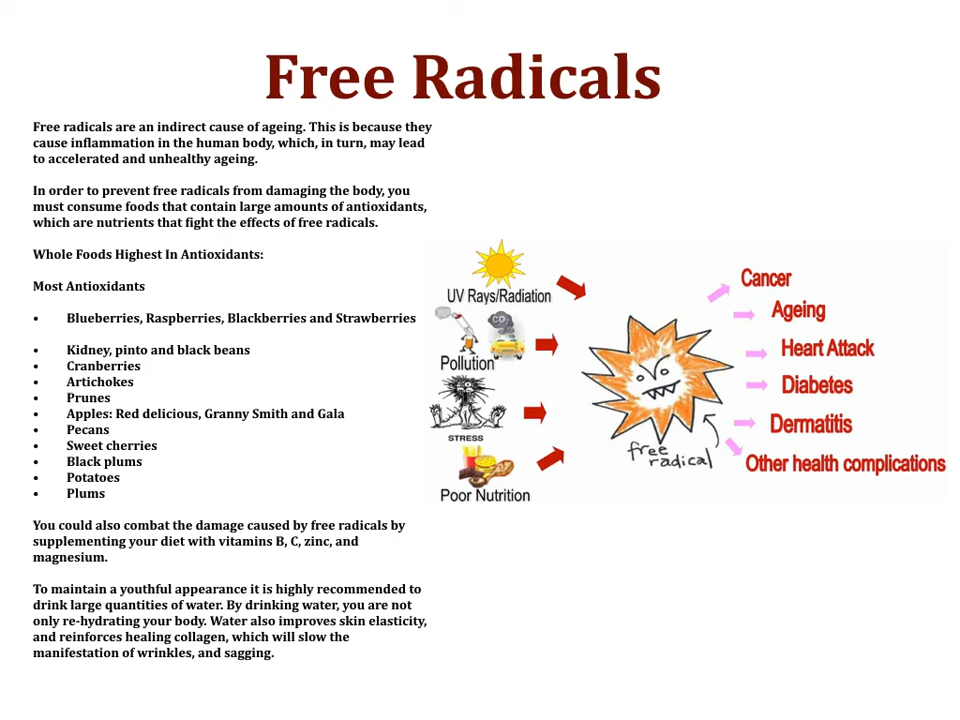 Free Radicals
Free radicals are an indirect cause of ageing. This is because they
cause inflammation in the human body, which, in turn, may lead
to accelerated and unhealthy ageing.
In order to prevent free radicals from damaging the body, you
must consume foods that contain large amounts of antioxidants,
which are nutrients that fight the effects of free radicals.
Whole Foods Highest In Antioxidants:
Most Antioxidants
• Blueberries, Raspberries, Blackberries and Strawberries
• Kidney, pinto and black beans
• Cranberries
• Artichokes
• Prunes
• Apples: Red delicious, Granny Smith and Gala
• Pecans
• Sweet cherries
• Black plums
• Potatoes
• Plums
You could also combat the damage caused by free radicals by
supplementing your diet with vitamins B, C, zinc, and
magnesium.
To maintain a youthful appearance it is highly recommended to
drink large quantities of water. By drinking water, you are not
only re-hydrating your body. Water also improves skin elasticity,
and reinforces healing collagen, which will slow the
manifestation of wrinkles, and sagging.
UV Rays/Radiation
CO2
Pollution
STRESS
Poor Nutrition
free
radical
Cancer
Ageing
Heart Attack
Diabetes
Dermatitis
Other health complications